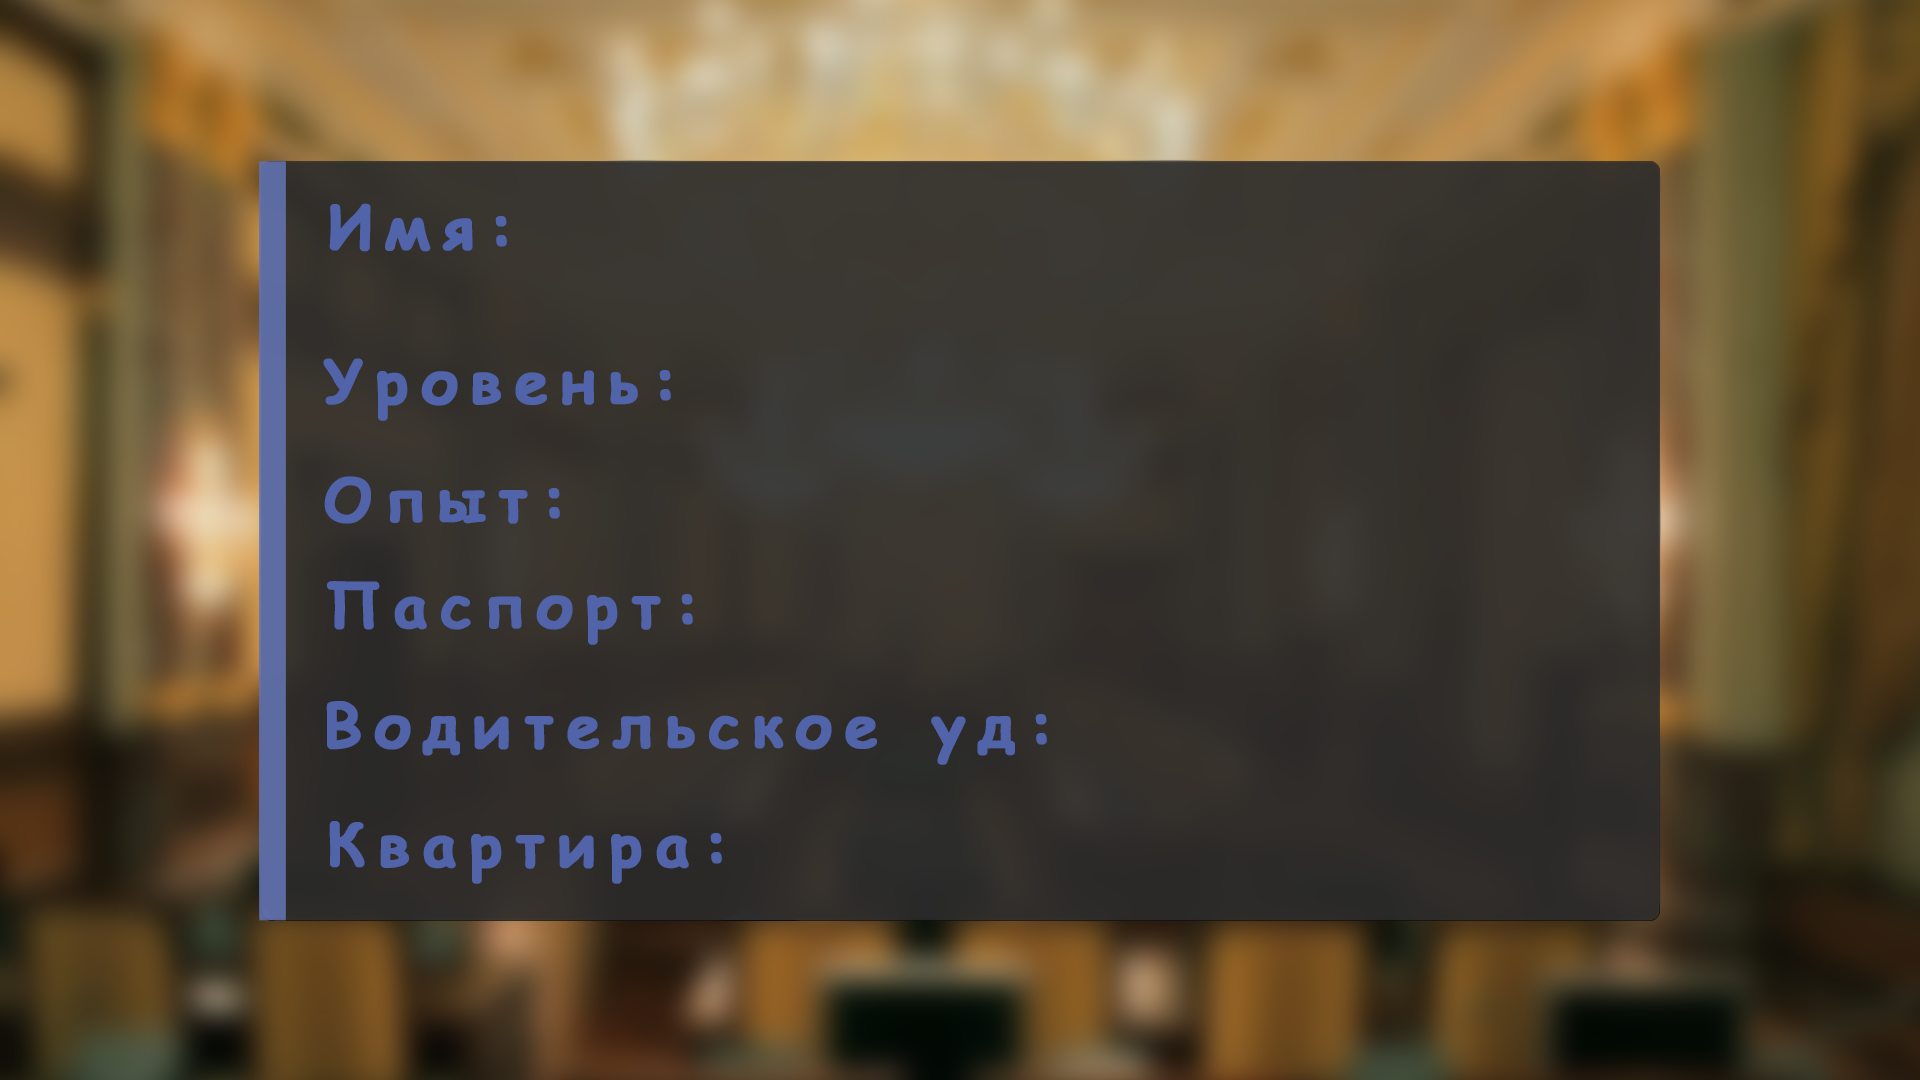 Имя:
Уровень:
Опыт:
Паспорт:
Водительское уд:
Квартира: